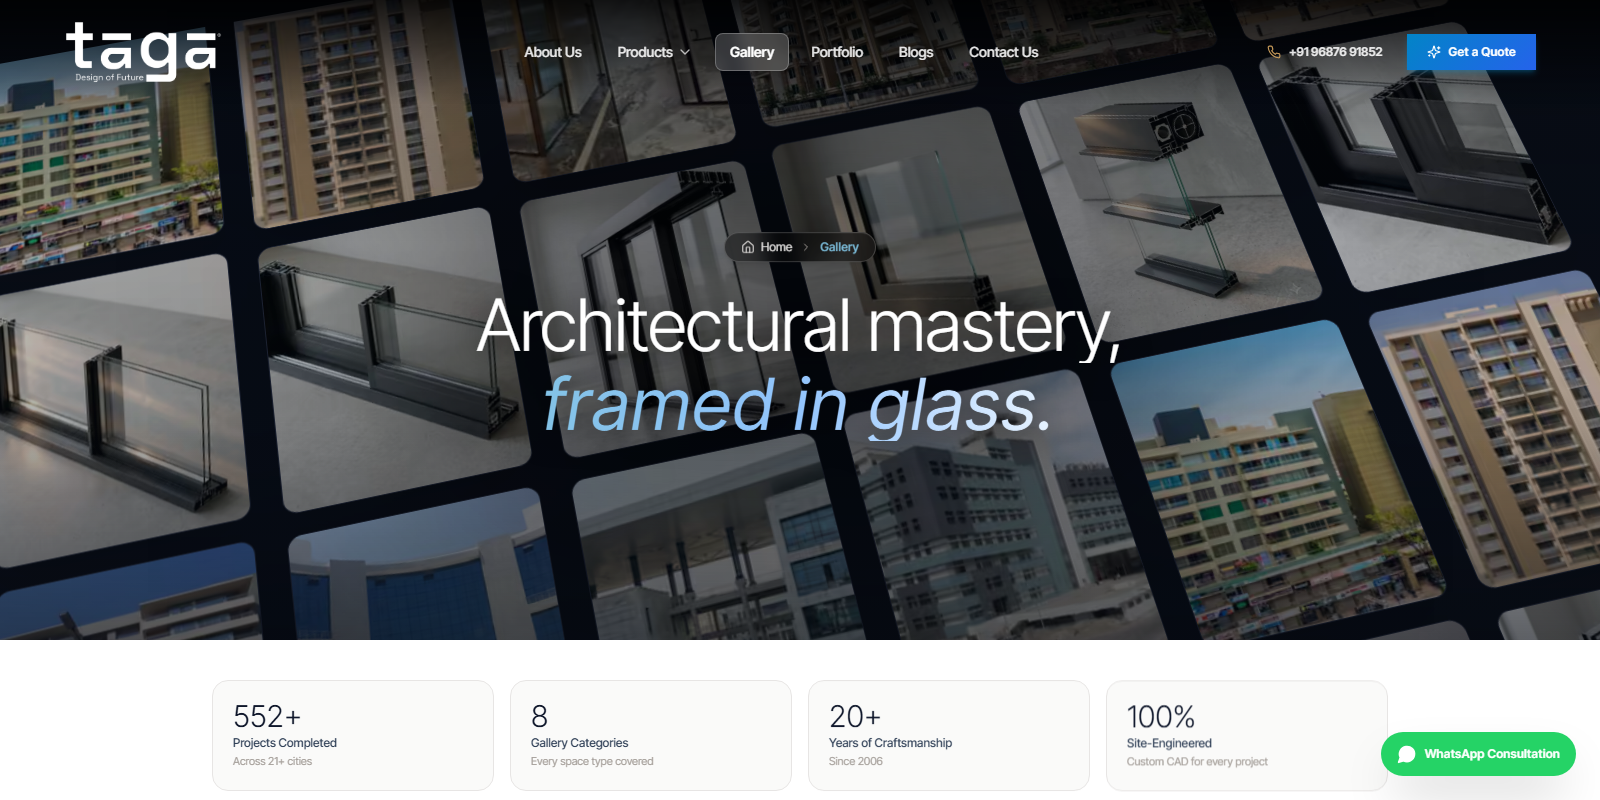 taga
Design of Future
About Us
Products
Gallery
Portfolio
Blogs
Contact Us
+91 96876 91852
Get a Quote
Home
Gallery
Architectural mastery,
framed in glass.
552+
Projects Completed
Across 21+ cities
8
Gallery Categories
Every space type covered
20+
Years of Craftsmanship
Since 2006
100%
Site-Engineered
Custom CAD for every project
WhatsApp Consultation